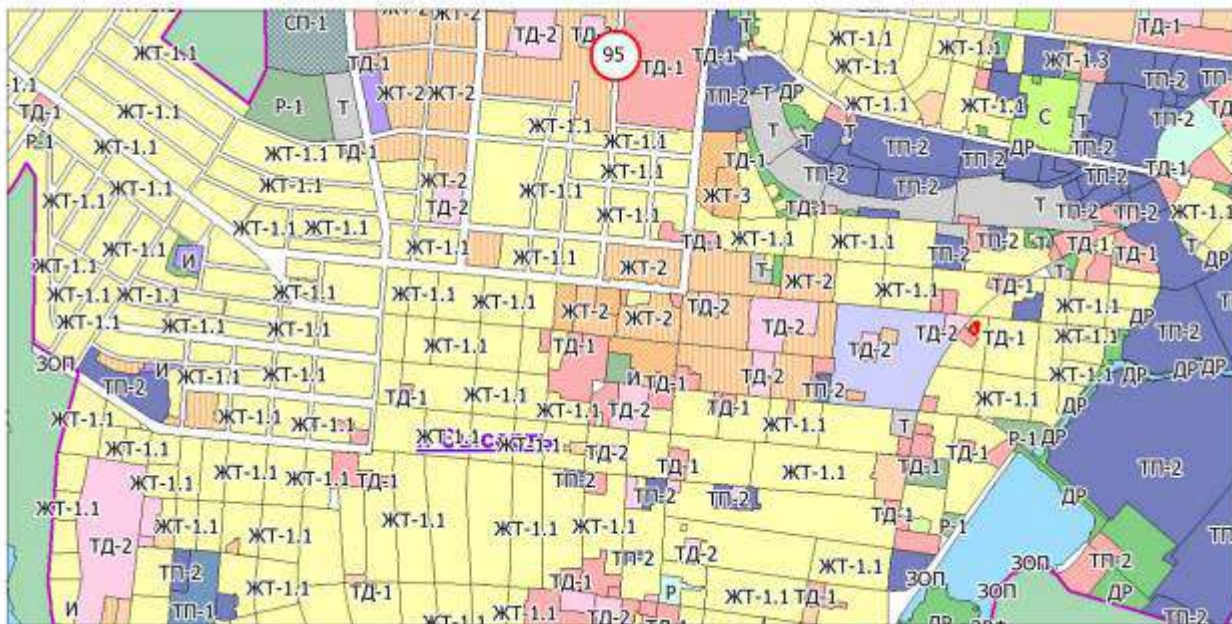 СП-1
ЖТ-1.1
ЖТ-2
ЖТ-2
ТД-2
ТД-1
95
ТД-1
Т
ЖТ-1.1
ЖТ-1.3
ЖТ-1.1
ТД-1
ТП-2
ЖТ-1.1
ТД-1
Р-1
Т
ЖТ-2
ЖТ-2
ТП-2
Т
ДР
ЖТ-1.1
ЖТ-1.1
С
Т
ТП-2
ТД-1
Р-1
ЖТ-1.1
ЖТ-1.1
ТД-1
ЖТ-1.1
ЖТ-1.1
ТД-1
Т
Т
ТП-2
ТП-2
ДР
ТП-2
ТД-1
ЖТ-1.1
ЖТ-1.1
ЖТ-1.1
ЖТ-2
ТД-2
ЖТ-1.1
ЖТ-1.1
ЖТ-3
ТП-2
ТП-2
ТД-1
Т
ТП-2
ТП-2
ЖТ-1.1
ЖТ-1.1
ЖТ-1.1
ЖТ-1.1
ЖТ-1.1
ЖТ-1.1
ТД-1
ЖТ-1.1
ЖТ-1.1
ТП-2
ТП-2
Т
ТД-1
ТД-1
Т
ДР
ЖТ-1.1
И
ЖТ-1.1
ЖТ-1.1
ЖТ-2
Т
ЖТ-2
ЖТ-1.1
ТД-1
Т
ЖТ-1.1
ЖТ-1.1
ЖТ-1.1
ЖТ-1.1
ЖТ-1.1
ЖТ-1.1
ЖТ-1.1
ЖТ-2
ЖТ-2
ТД-2
ТД-2
ТД-2
ТД-2
ТД-1
ЖТ-1.1
ЖТ-1.1
ДР
ТП-2
ЗОП
ТП-2
И
ЖТ-1.1
ЖТ-1.1
ЖТ-1.1
ТД-1
И
ТД-1
ТД-2
ТП-2
ЖТ-1.1
ЖТ-1.1
ДР
ДР
ДР
ЖТ-1.1
ЖТ-1.1
ЖТ-1.1
ТД-1
ЖТ-1.1
ТД-2
ТД-1
ЖТ-1.1
Т
ТД-1
Р-1
ДР
ДР
ЖТ-1.1
ЖТ-1.1
ЖТ-1.1
ЖТ-1.1
ЖТ-1.1
ТД-1
ТД-2
ТП-2
ТД-1
ТП-2
ТП-2
ЖТ-1.1
ТД-1
ТП-2
ДР
ЖТ-1.1
ЖТ-1.1
ТД-2
ЖТ-1.1
ЖТ-1.1
ЖТ-1.1
ЖТ-1.1
ТД-1
Р-1
ТП-2
ТП-1
И
ЖТ-1.1
ТД-1
ТД-1
ТП-2
ТД-2
Р
ЖТ-1.1
ЖТ-1.1
ЗОП
ЗОП
ЗОП
ТП-2
ДР
ДР
ЖТ-1.1
ТД-2
ТД-1
ТП-2